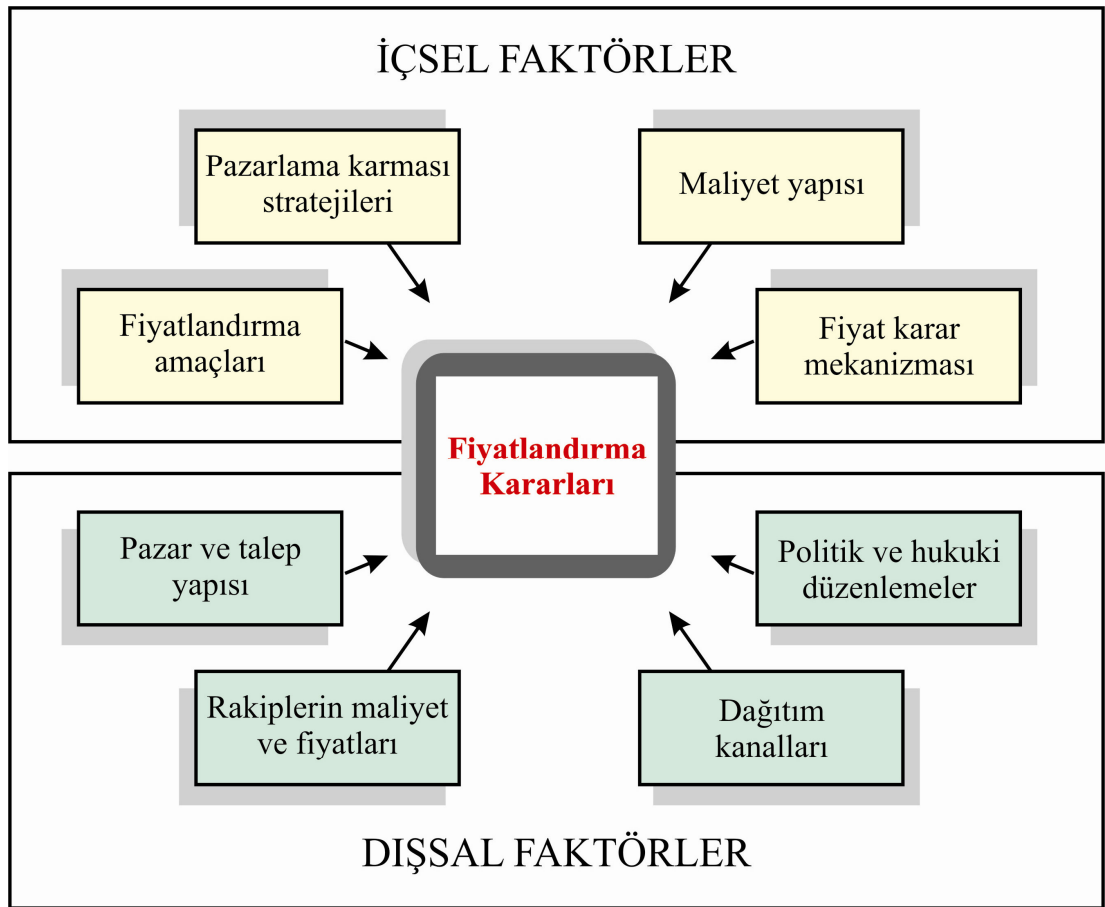 İÇSEL FAKTÖRLER
Pazarlama karması
stratejileri
Maliyet yapısı
Fiyatlandırma
amaçları
Fiyat karar
mekanizması
Fiyatlandırma
Kararları
Pazar ve talep
yapısı
Politik ve hukuki
düzenlemeler
Rakiplerin maliyet
ve fiyatları
Dağıtım
kanalları
DIŞSAL FAKTÖRLER